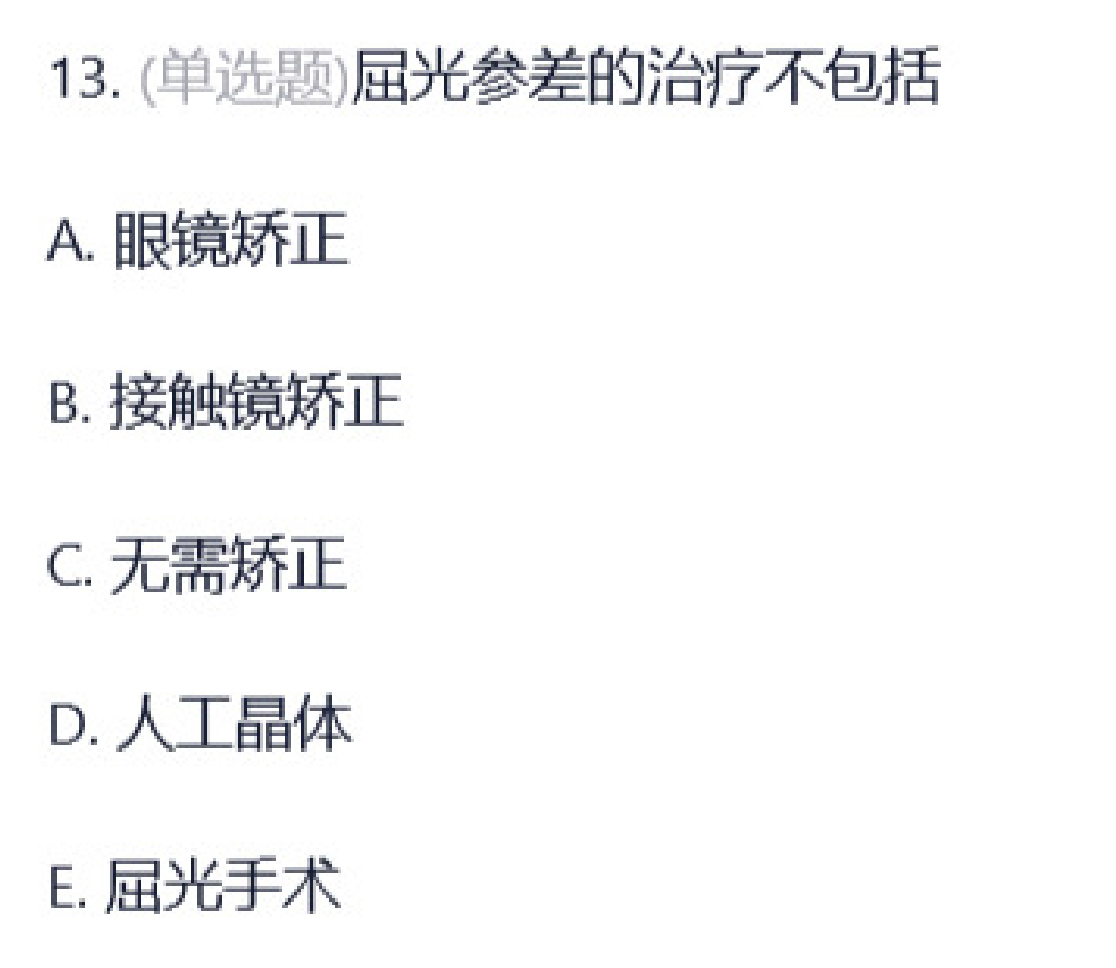 13. (单选题)屈光参差的治疗不包括
A. 眼镜矫正
B. 接触镜矫正
C. 无需矫正
D. 人工晶体
E. 屈光手术